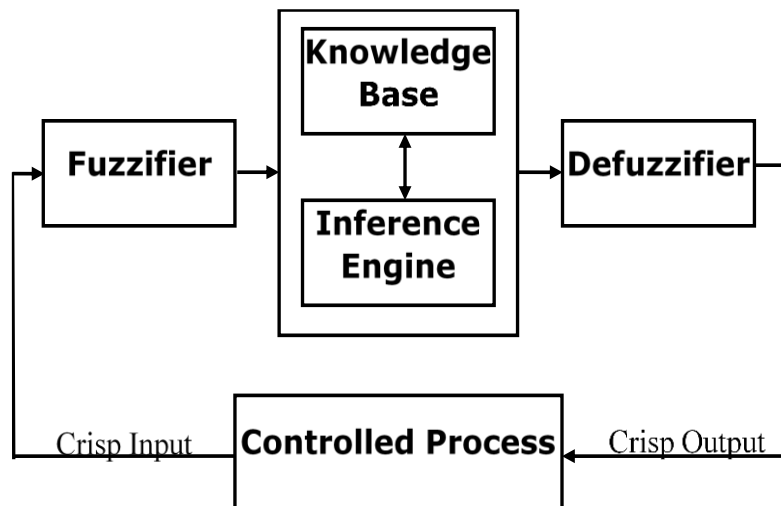 Knowledge
Base
Fuzzifier
Defuzzifier
Inference
Engine
Crisp Input
Controlled Process
Crisp Output